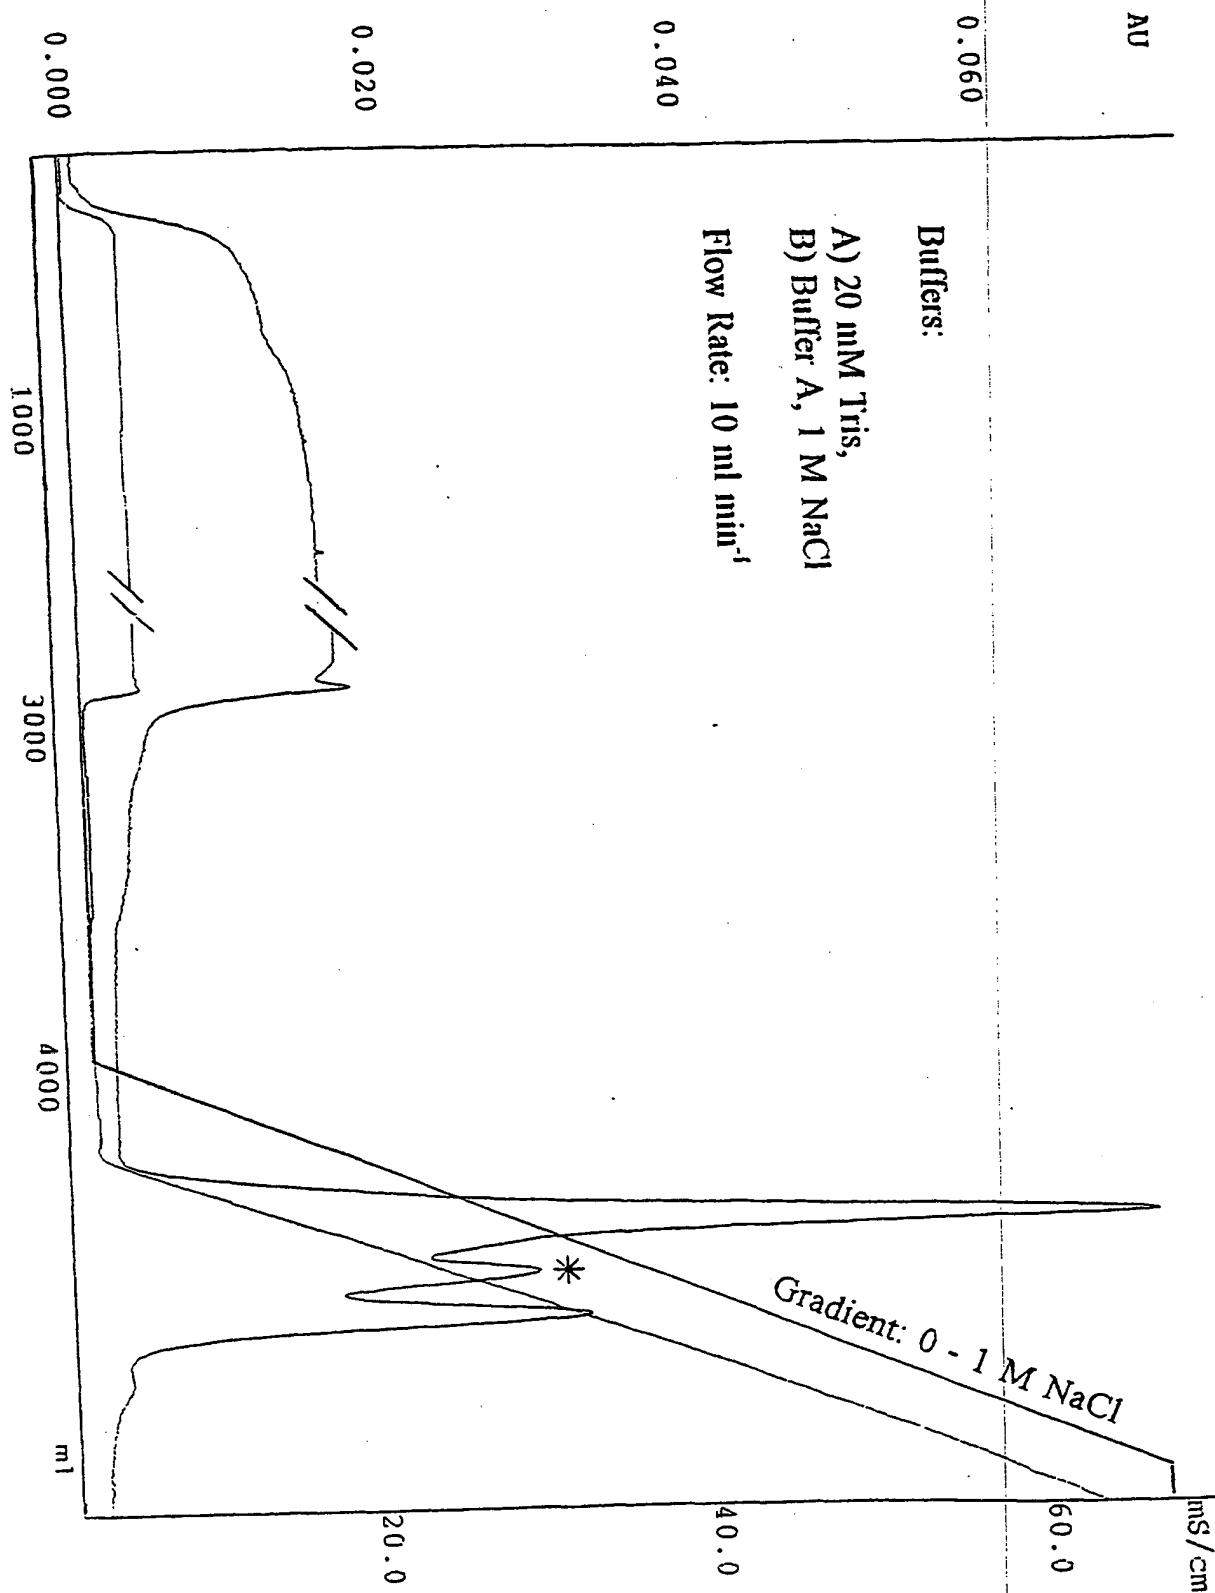 AU
0.060
0.040
0.020
0.000
Buffers:
A) 20 mM Tris,
B) Buffer A, 1 M NaCl
Flow Rate: 10 ml min-1
*
Gradient: 0 - 1 M NaCl
1000
3000
4000
ml
mS/cm
60.0
40.0
20.0